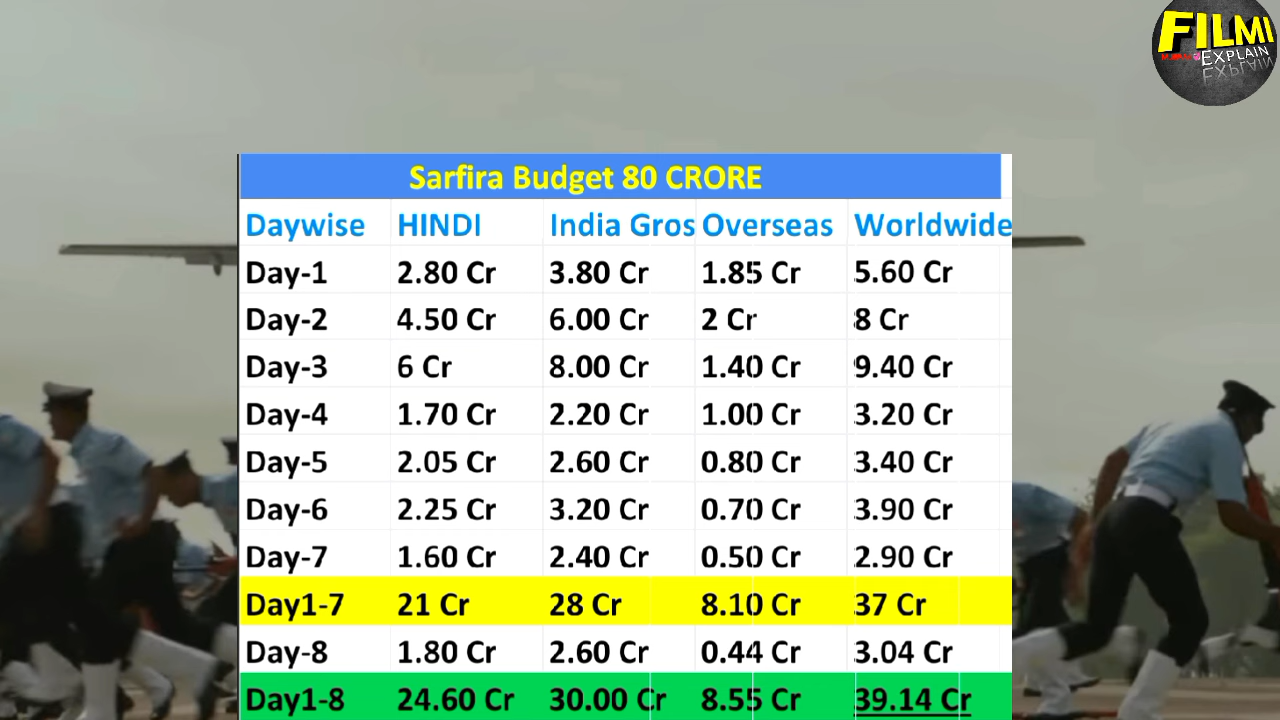 FILMI
EXPLAIN
Sarfira Budget 80 CRORE
Daywise HINDI India Gros Overseas Worldwide
Day-1 2.80 Cr 3.80 Cr 1.85 Cr 5.60 Cr
Day-2 4.50 Cr 6.00 Cr 2 Cr 8 Cr
Day-3 6 Cr 8.00 Cr 1.40 Cr 9.40 Cr
Day-4 1.70 Cr 2.20 Cr 1.00 Cr 3.20 Cr
Day-5 2.05 Cr 2.60 Cr 0.80 Cr 3.40 Cr
Day-6 2.25 Cr 3.20 Cr 0.70 Cr 3.90 Cr
Day-7 1.60 Cr 2.40 Cr 0.50 Cr 2.90 Cr
Day1-7 21 Cr 28 Cr 8.10 Cr 37 Cr
Day-8 1.80 Cr 2.60 Cr 0.44 Cr 3.04 Cr
Day1-8 24.60 Cr 30.00 Cr 8.55 Cr 39.14 Cr